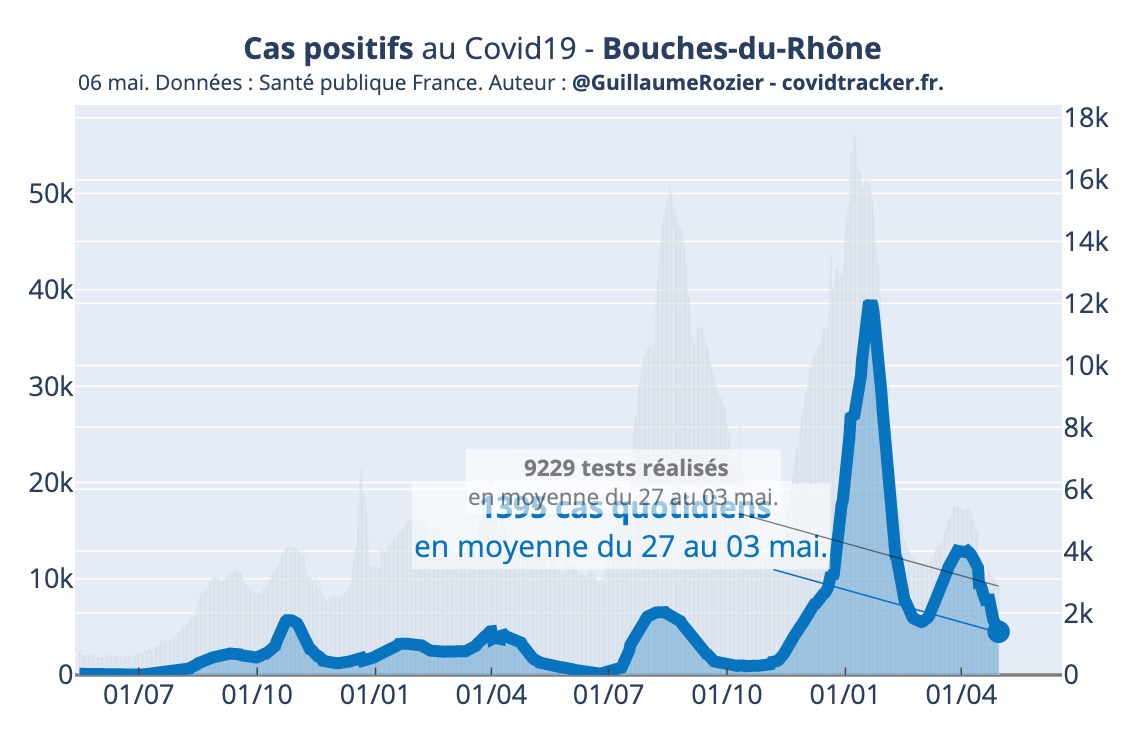 Cas positifs au Covid19 - Bouches-du-Rhône
06 mai. Données : Santé publique France. Auteur : @GuillaumeRozier - covidtracker.fr.
18k
16k
14k
12k
10k
8k
6k
4k
2k
0
50k
40k
30k
20k
10k
0
9229 tests réalisés
en moyenne du 27 au 03 mai.
1395 cas quotidiens
en moyenne du 27 au 03 mai.
01/07
01/10
01/01
01/04
01/07
01/10
01/01
01/04